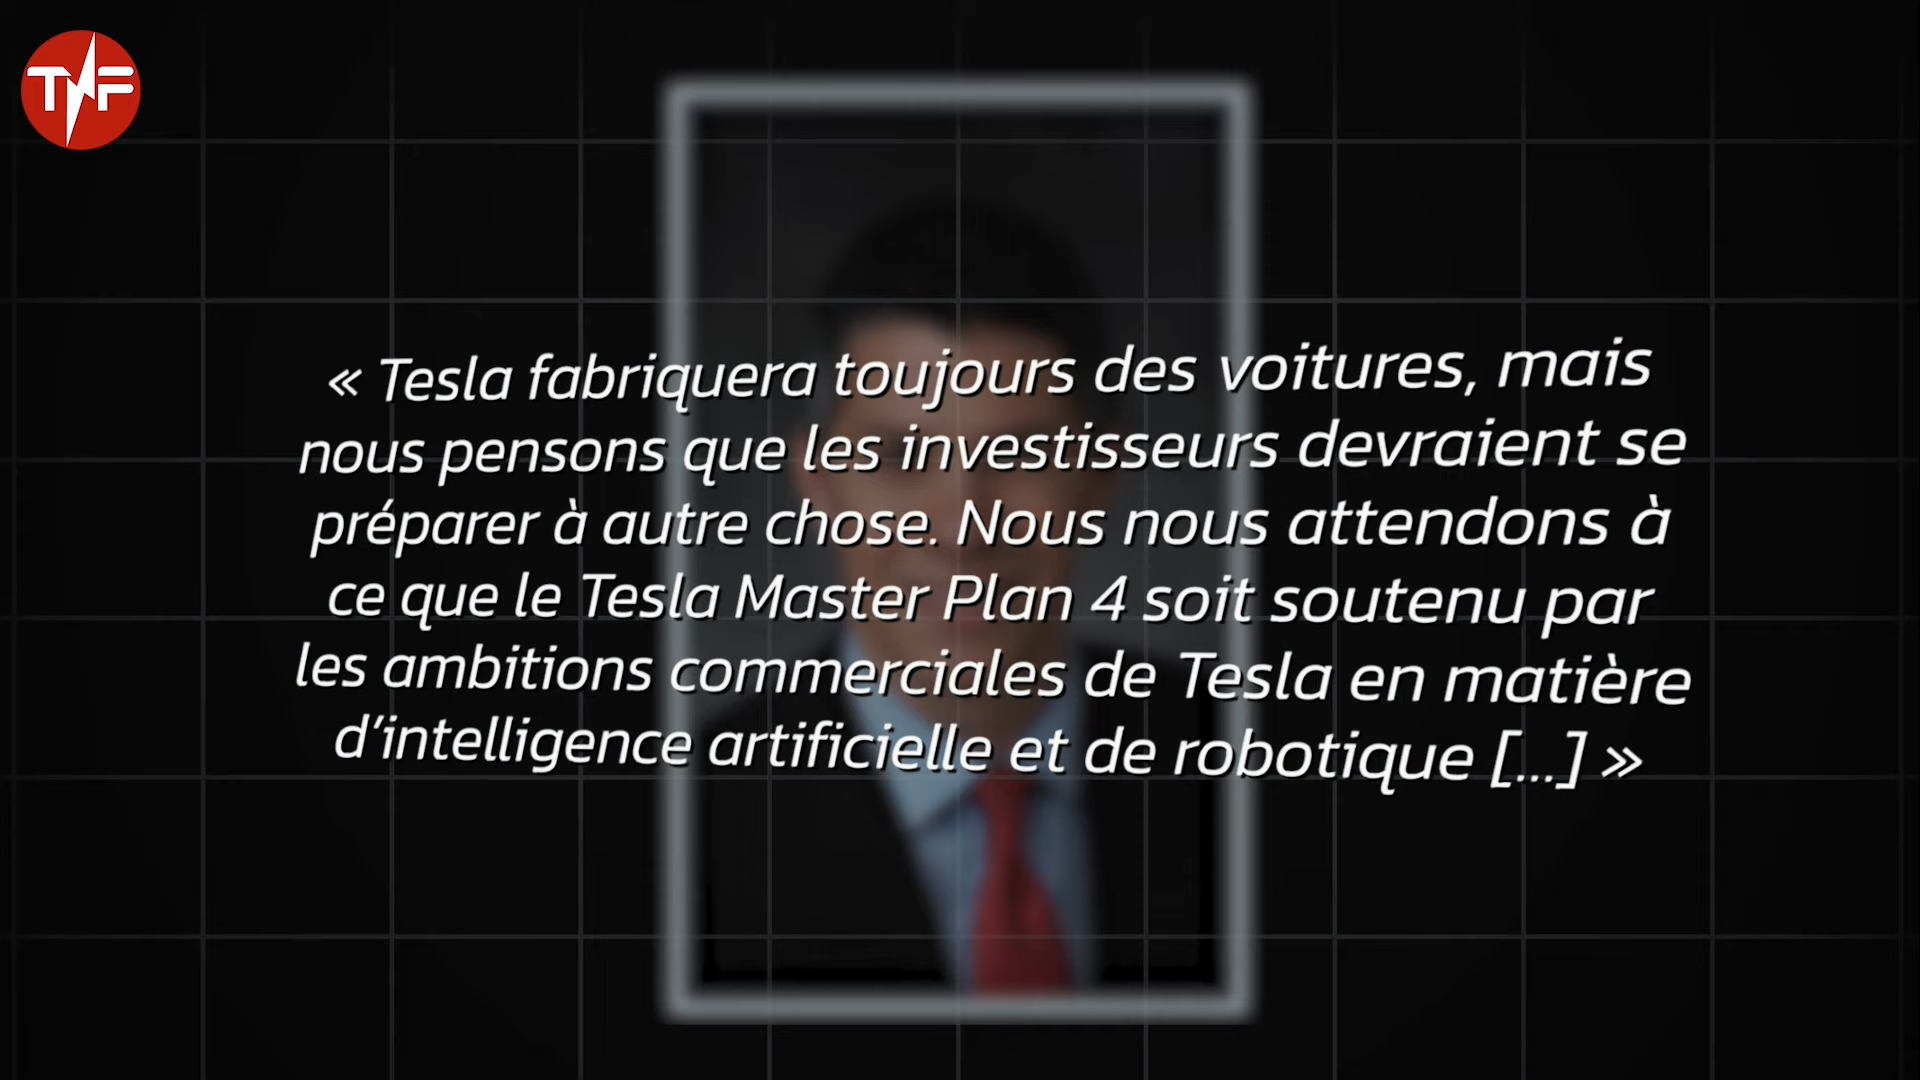 TNF
« Tesla fabriquera toujours des voitures, mais
nous pensons que les investisseurs devraient se
préparer à autre chose. Nous nous attendons à
ce que le Tesla Master Plan 4 soit soutenu par
les ambitions commerciales de Tesla en matière
d’intelligence artificielle et de robotique [...] »